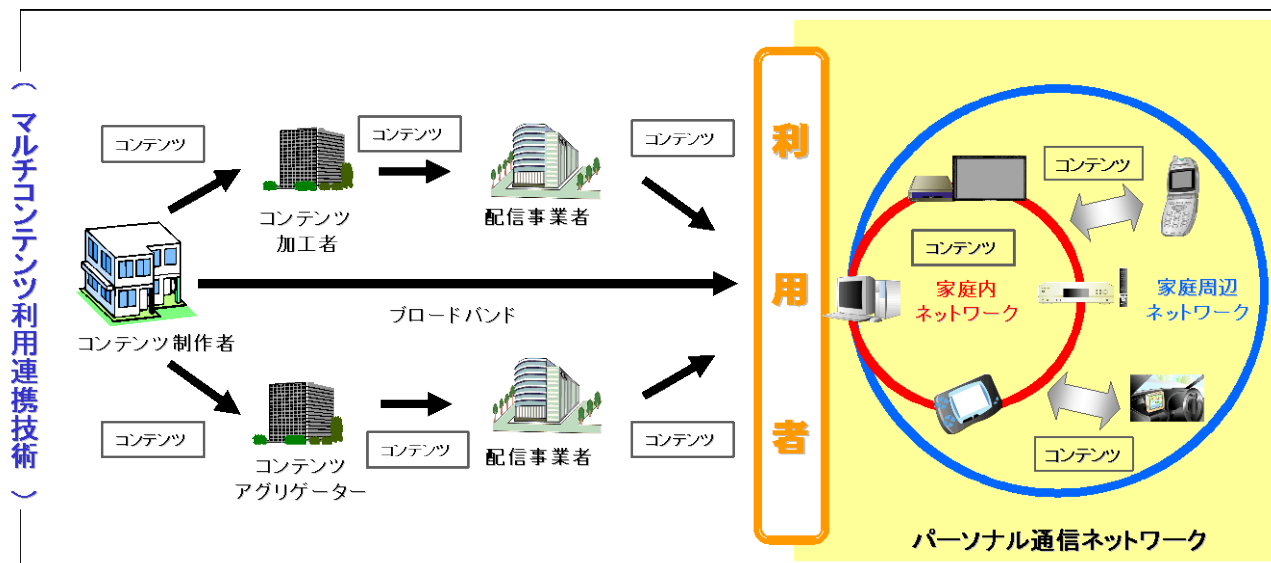 （マルチコンテンツ利用連携技術）
コンテンツ
コンテンツ
コンテンツ
コンテンツ
加工者
配信事業者
コンテンツ制作者
ブロードバンド
コンテンツ
コンテンツ
コンテンツ
コンテンツ
アグリゲーター
配信事業者
利用者
コンテンツ
コンテンツ
家庭内
ネットワーク
家庭周辺
ネットワーク
コンテンツ
パーソナル通信ネットワーク